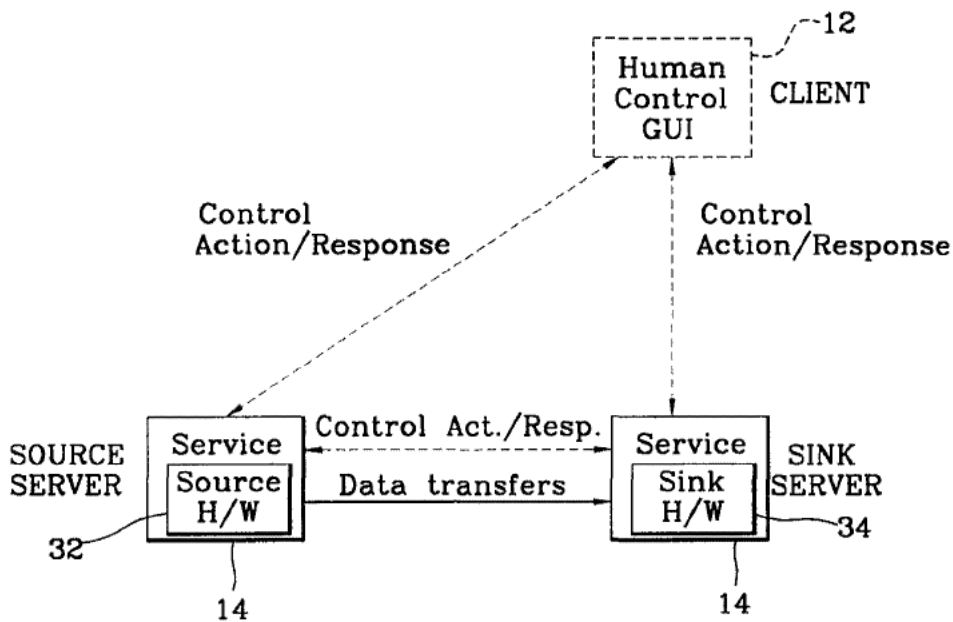 12
Human
Control
GUI
CLIENT
Control
Action/Response
Control
Action/Response
SOURCE
SERVER
Service
Source
H/W
Control Act./Resp.
Data transfers
Service
Sink
H/W
SINK
SERVER
32
34
14
14